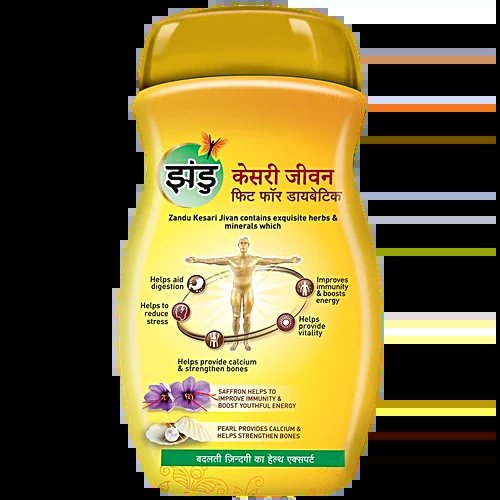 झंडु
केसरी जीवन
फिट फॉर डायबेटिक
Zandu Kesari Jivan contains exquisite herbs &
minerals which
Helps aid
digestion
Improves
immunity
& boosts
energy
Helps to
reduce
stress
Helps
provide
vitality
Helps provide calcium
& strengthen bones
SAFFRON HELPS TO
IMPROVE IMMUNITY &
BOOST YOUTHFUL ENERGY
PEARL PROVIDES CALCIUM &
HELPS STRENGTHEN BONES
बदलती ज़िन्दगी का हेल्थ एक्सपर्ट